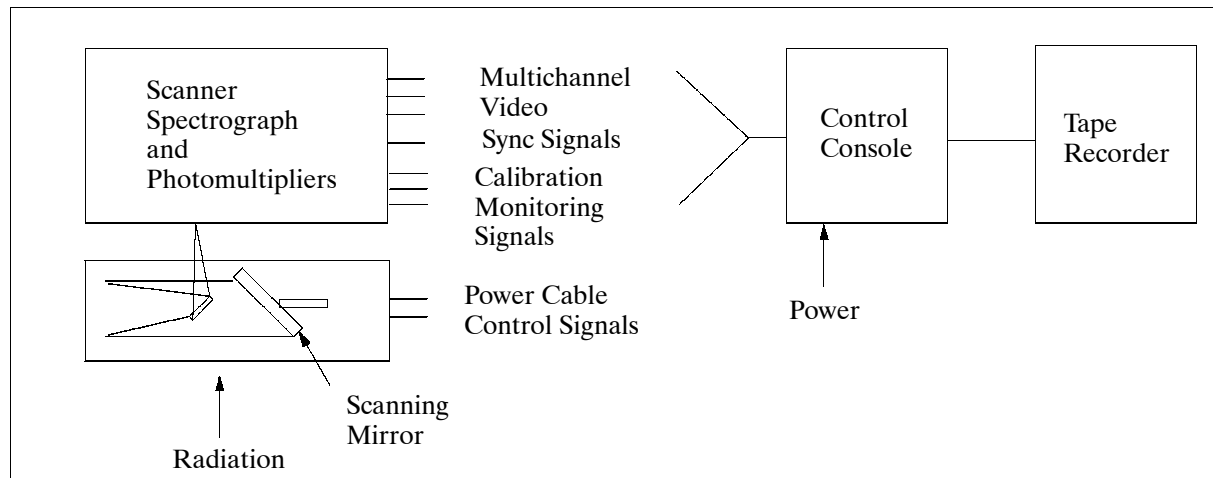 Scanner
Spectrograph
and
Photomultipliers
Multichannel
Video
Sync Signals
Calibration
Monitoring
Signals
Control
Console
Tape
Recorder
Power Cable
Control Signals
Power
Scanning
Mirror
Radiation